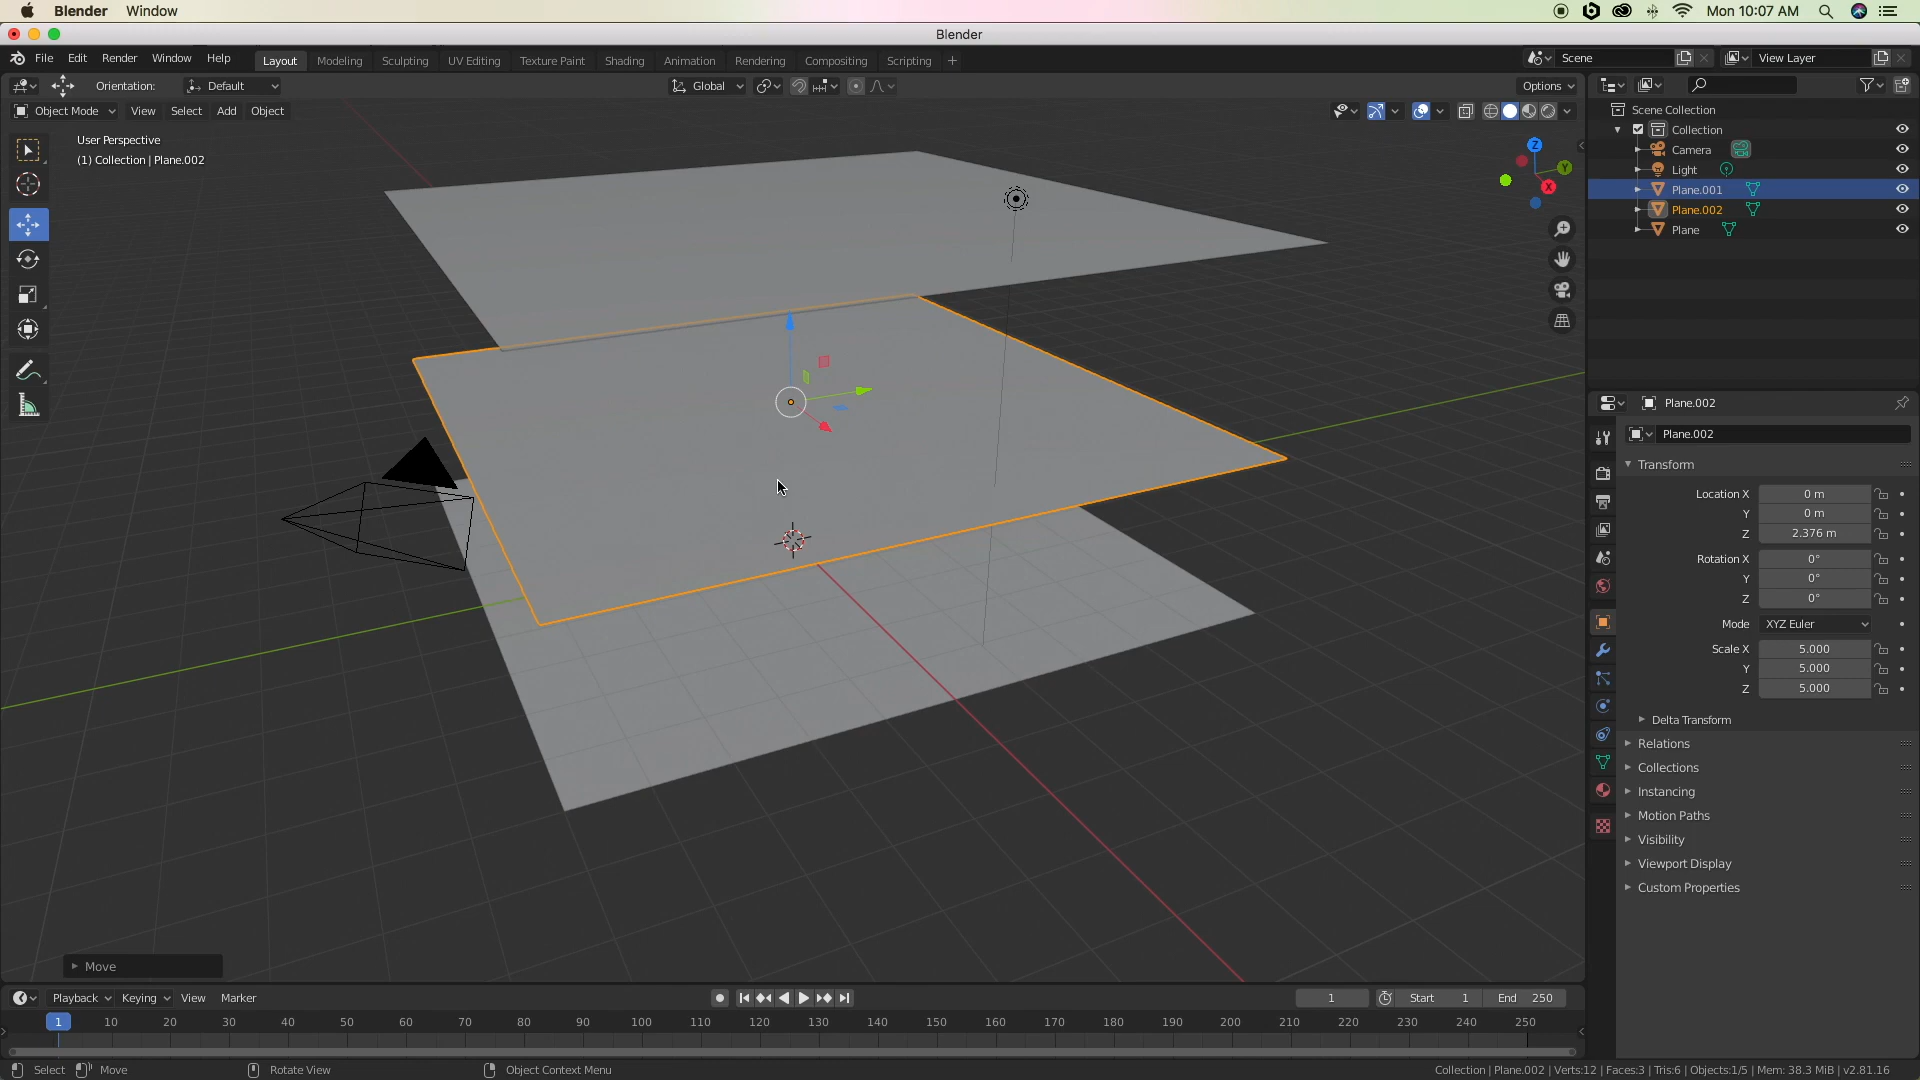 Blender Window Mon 10:07 AM
Blender
File Edit Render Window Help Layout Modeling Sculpting UV Editing Texture Paint Shading Animation Rendering Compositing Scripting + Scene View Layer
Orientation: Default Global Options
Object Mode View Select Add Object
User Perspective
(1) Collection | Plane.002
Z
Y
X
Scene Collection
Collection
Camera
Light
Plane.001
Plane.002
Plane
Plane.002
Plane.002
Transform
Location X 0 m
Y 0 m
Z 2.376 m
Rotation X 0°
Y 0°
Z 0°
Mode XYZ Euler
Scale X 5.000
Y 5.000
Z 5.000
Delta Transform
Relations
Collections
Instancing
Motion Paths
Visibility
Viewport Display
Custom Properties
Move
Playback Keying View Marker 1 Start 1 End 250
1 10 20 30 40 50 60 70 80 90 100 110 120 130 140 150 160 170 180 190 200 210 220 230 240 250
Select Move Rotate View Object Context Menu Collection | Plane.002 | Verts:12 | Faces:3 | Tris:6 | Objects:1/5 | Mem: 38.3 MiB | v2.81.16